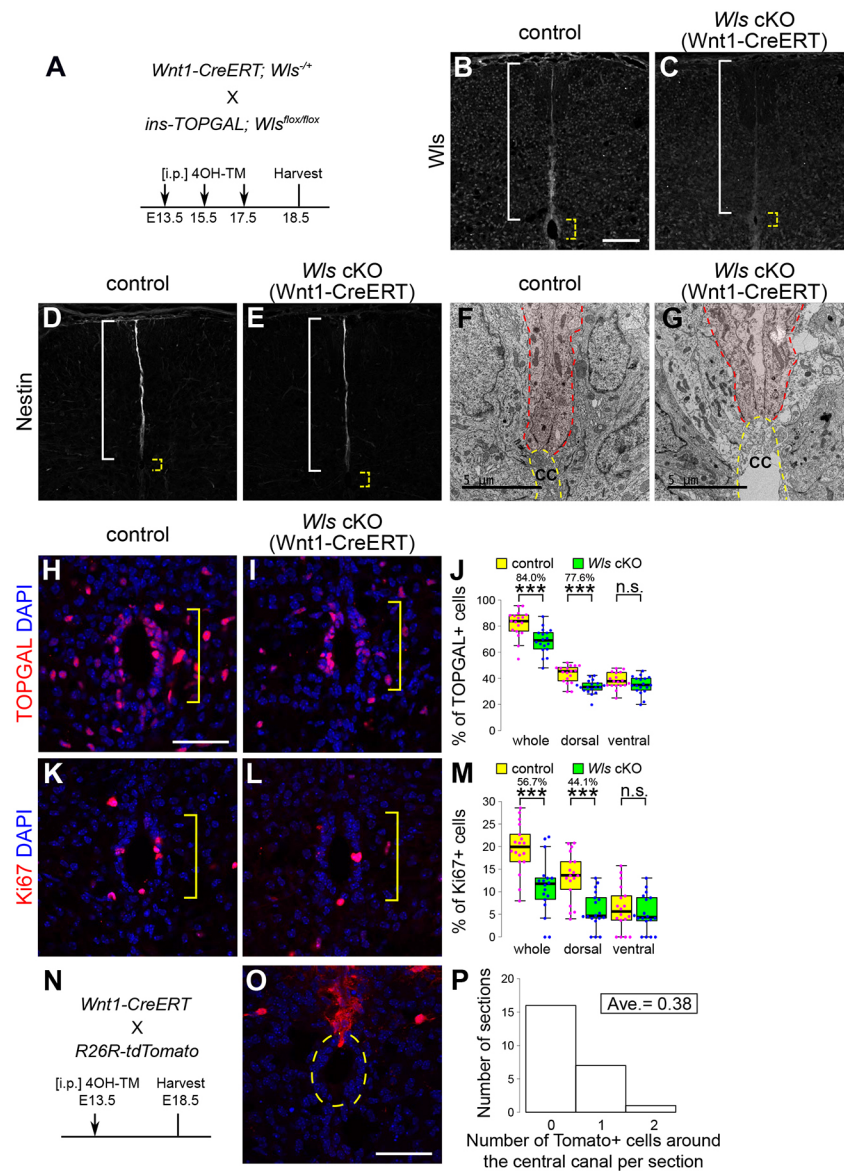 A
Wnt1-CreERT; Wls-/+
X
ins-TOPGAL; Wlsflox/flox
[i.p.] 4OH-TM Harvest
E13.5 15.5 17.5 18.5
control
Wls cKO
(Wnt1-CreERT)
Wls
B
C
control
Wls cKO
(Wnt1-CreERT)
Nestin
D
E
control
Wls cKO
(Wnt1-CreERT)
F
CC
5 μm
G
CC
5 μm
control
Wls cKO
(Wnt1-CreERT)
TOPGAL DAPI
H
I
J
control Wls cKO
84.0% 77.6%
*** *** n.s.
% of TOPGAL+ cells
100
80
60
40
20
0
whole dorsal ventral
Ki67 DAPI
K
L
M
control Wls cKO
56.7% 44.1%
*** *** n.s.
% of Ki67+ cells
30
25
20
15
10
5
0
whole dorsal ventral
N
Wnt1-CreERT
X
R26R-tdTomato
[i.p.] 4OH-TM Harvest
E13.5 E18.5
O
P
Ave.= 0.38
Number of sections
20
15
10
5
0
0 1 2
Number of Tomato+ cells around
the central canal per section